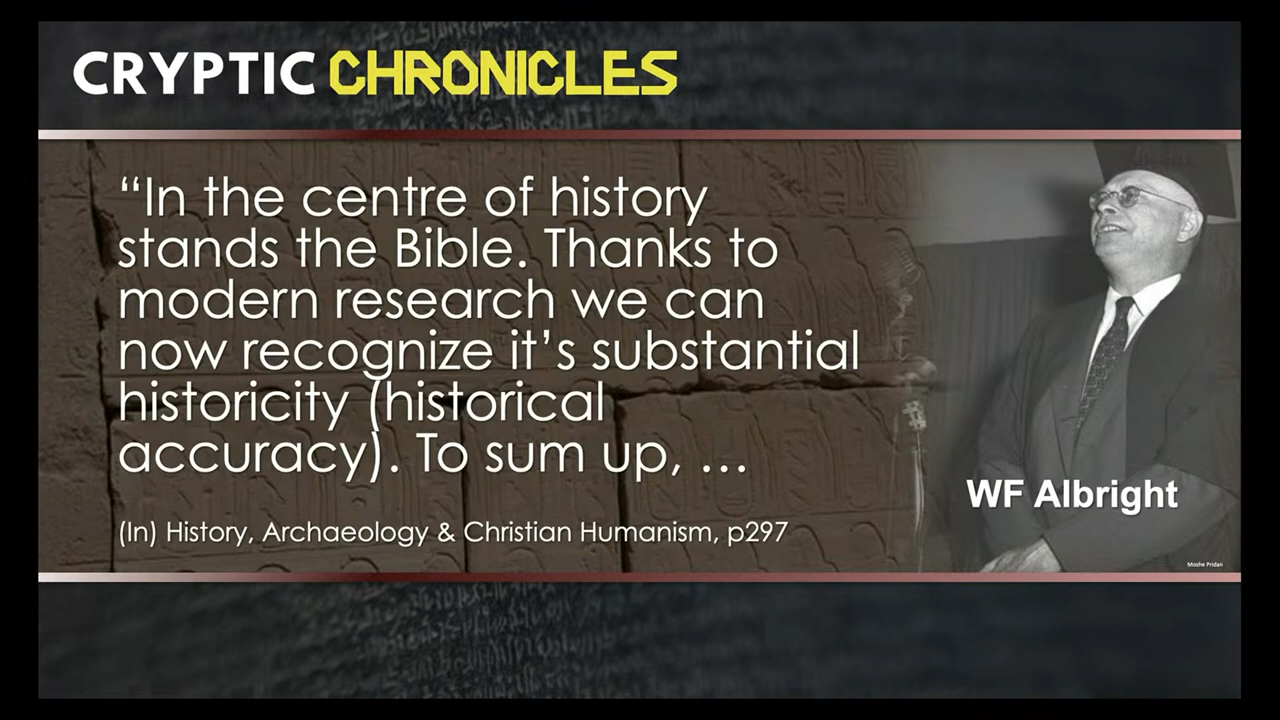 CRYPTIC CHRONICLES
“In the centre of history
stands the Bible. Thanks to
modern research we can
now recognize it’s substantial
historicity (historical
accuracy). To sum up, ...
(In) History, Archaeology & Christian Humanism, p297
WF Albright
Moshe Pridan